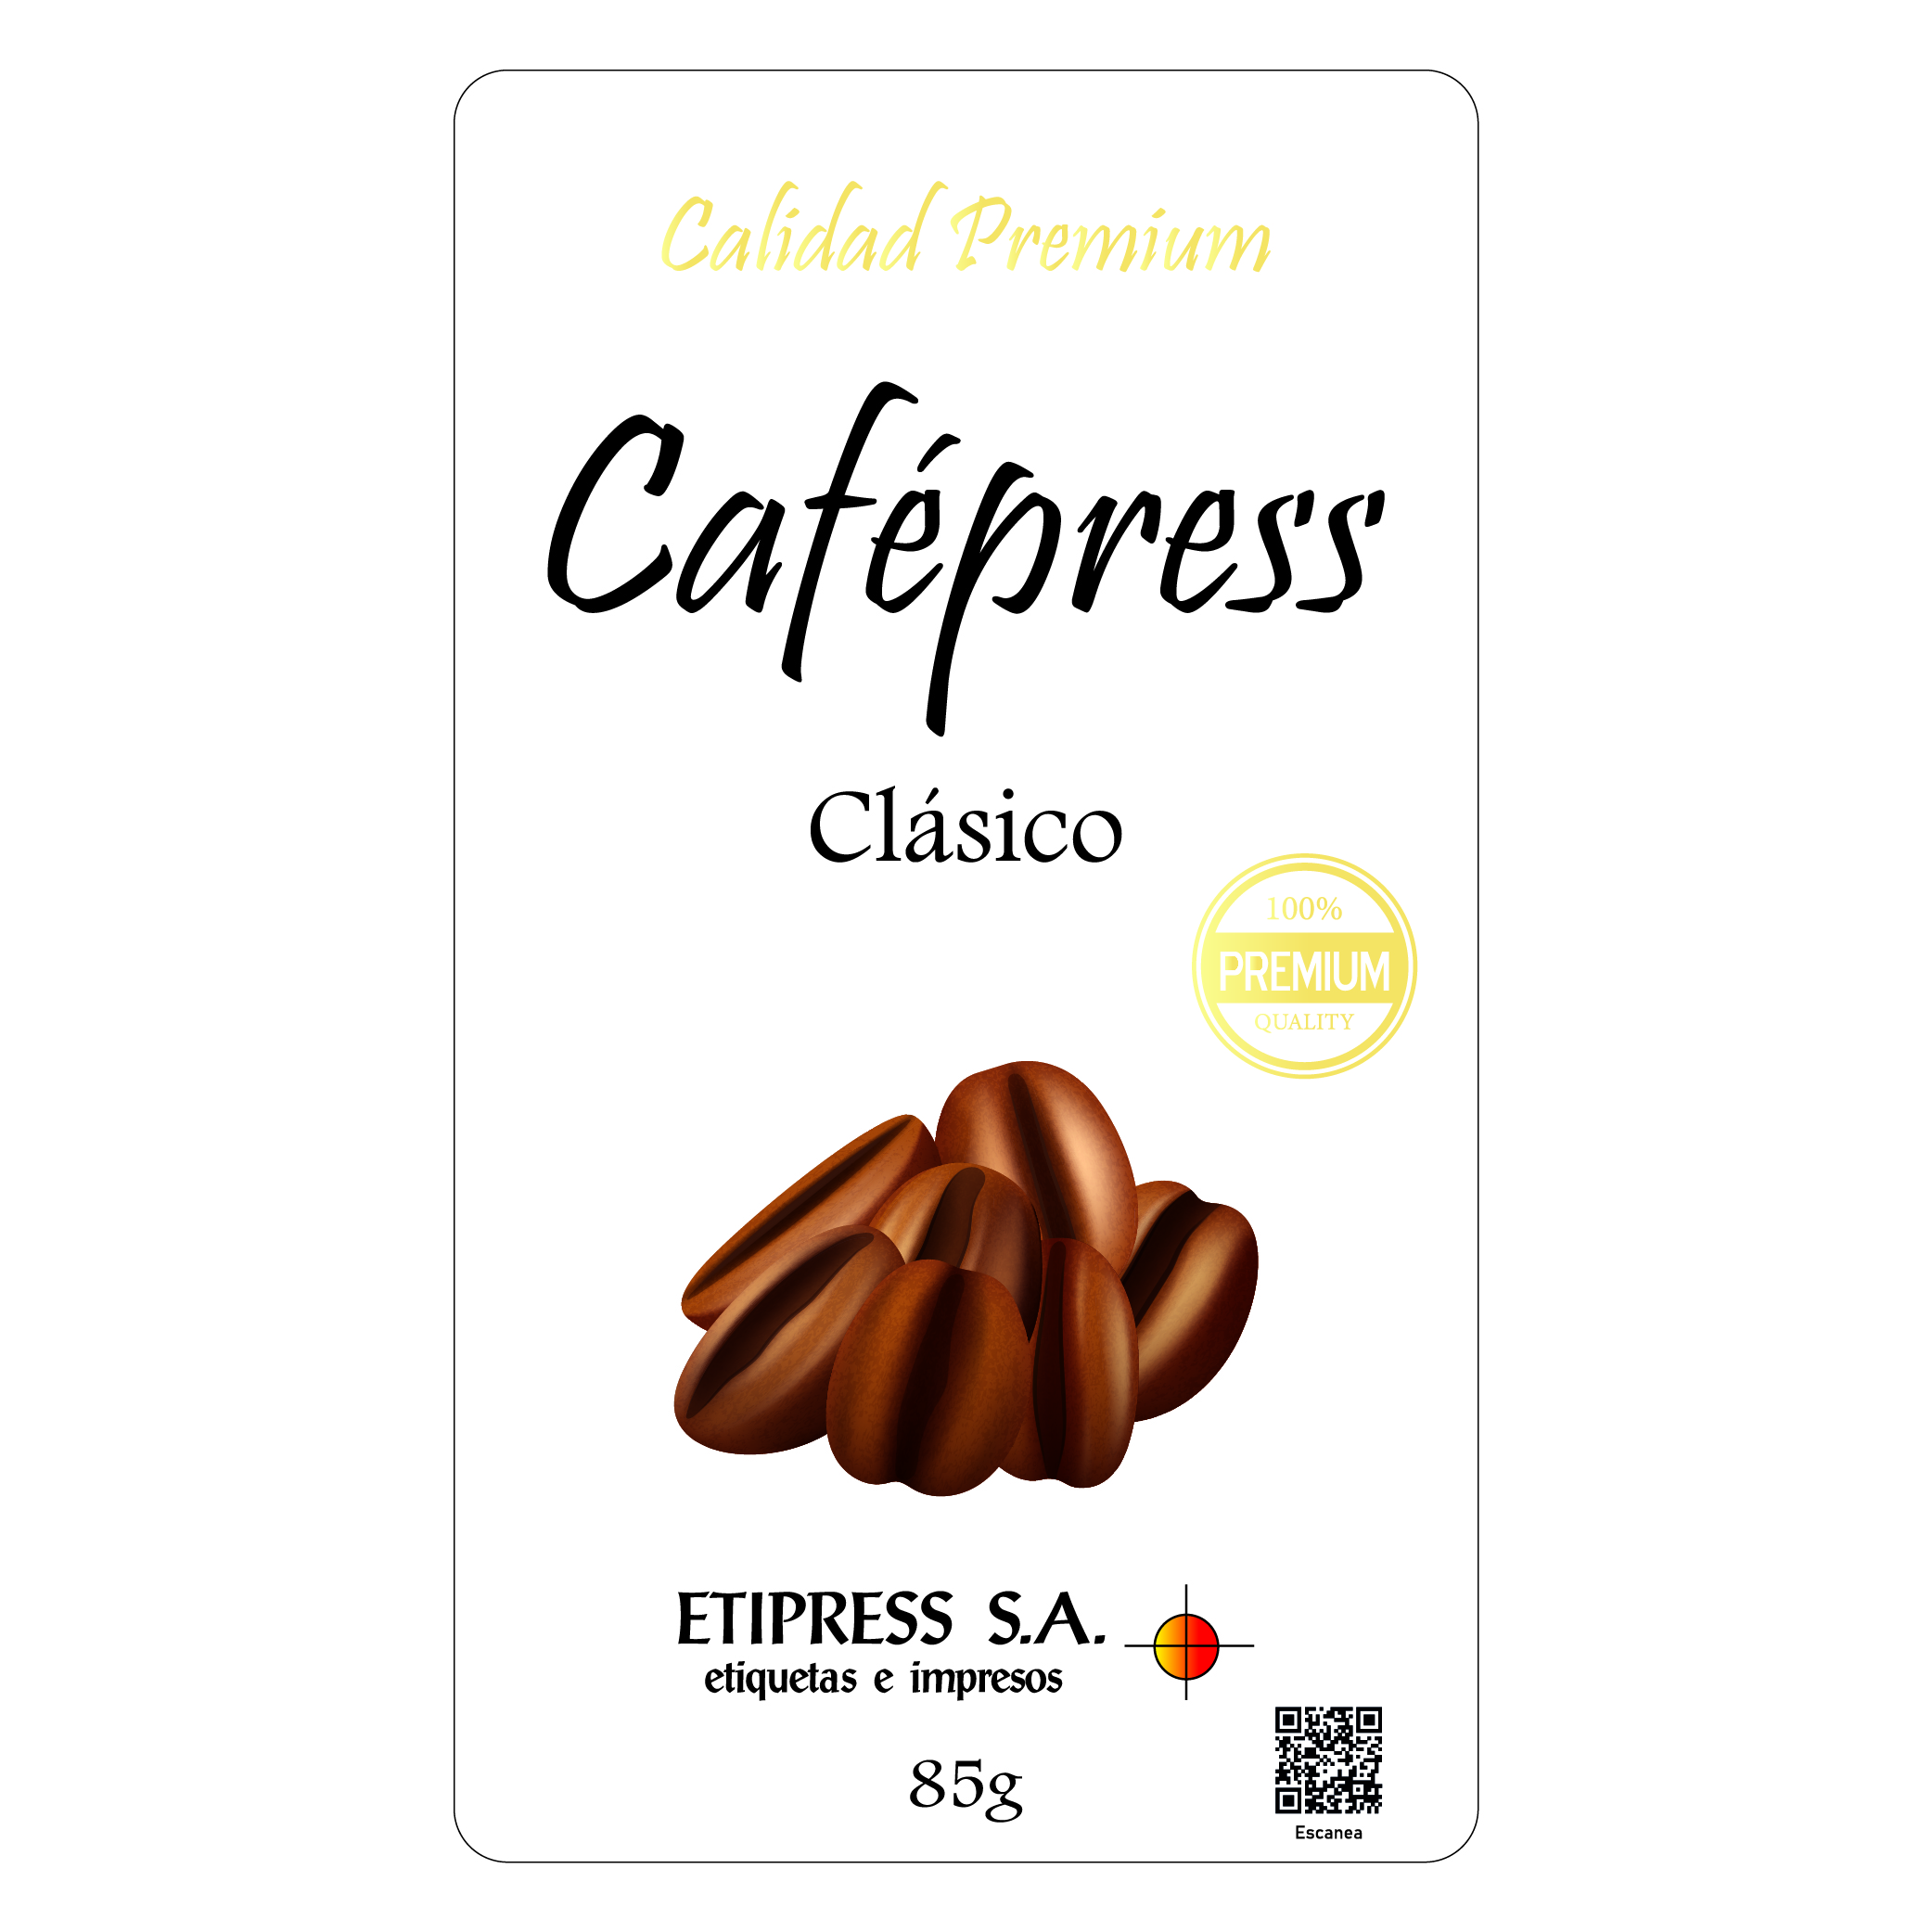 Calidad Premium
Cafépress
Clásico
100%
PREMIUM
QUALITY
ETIPRESS S.A.
etiquetas e impresos
85g
Escanea